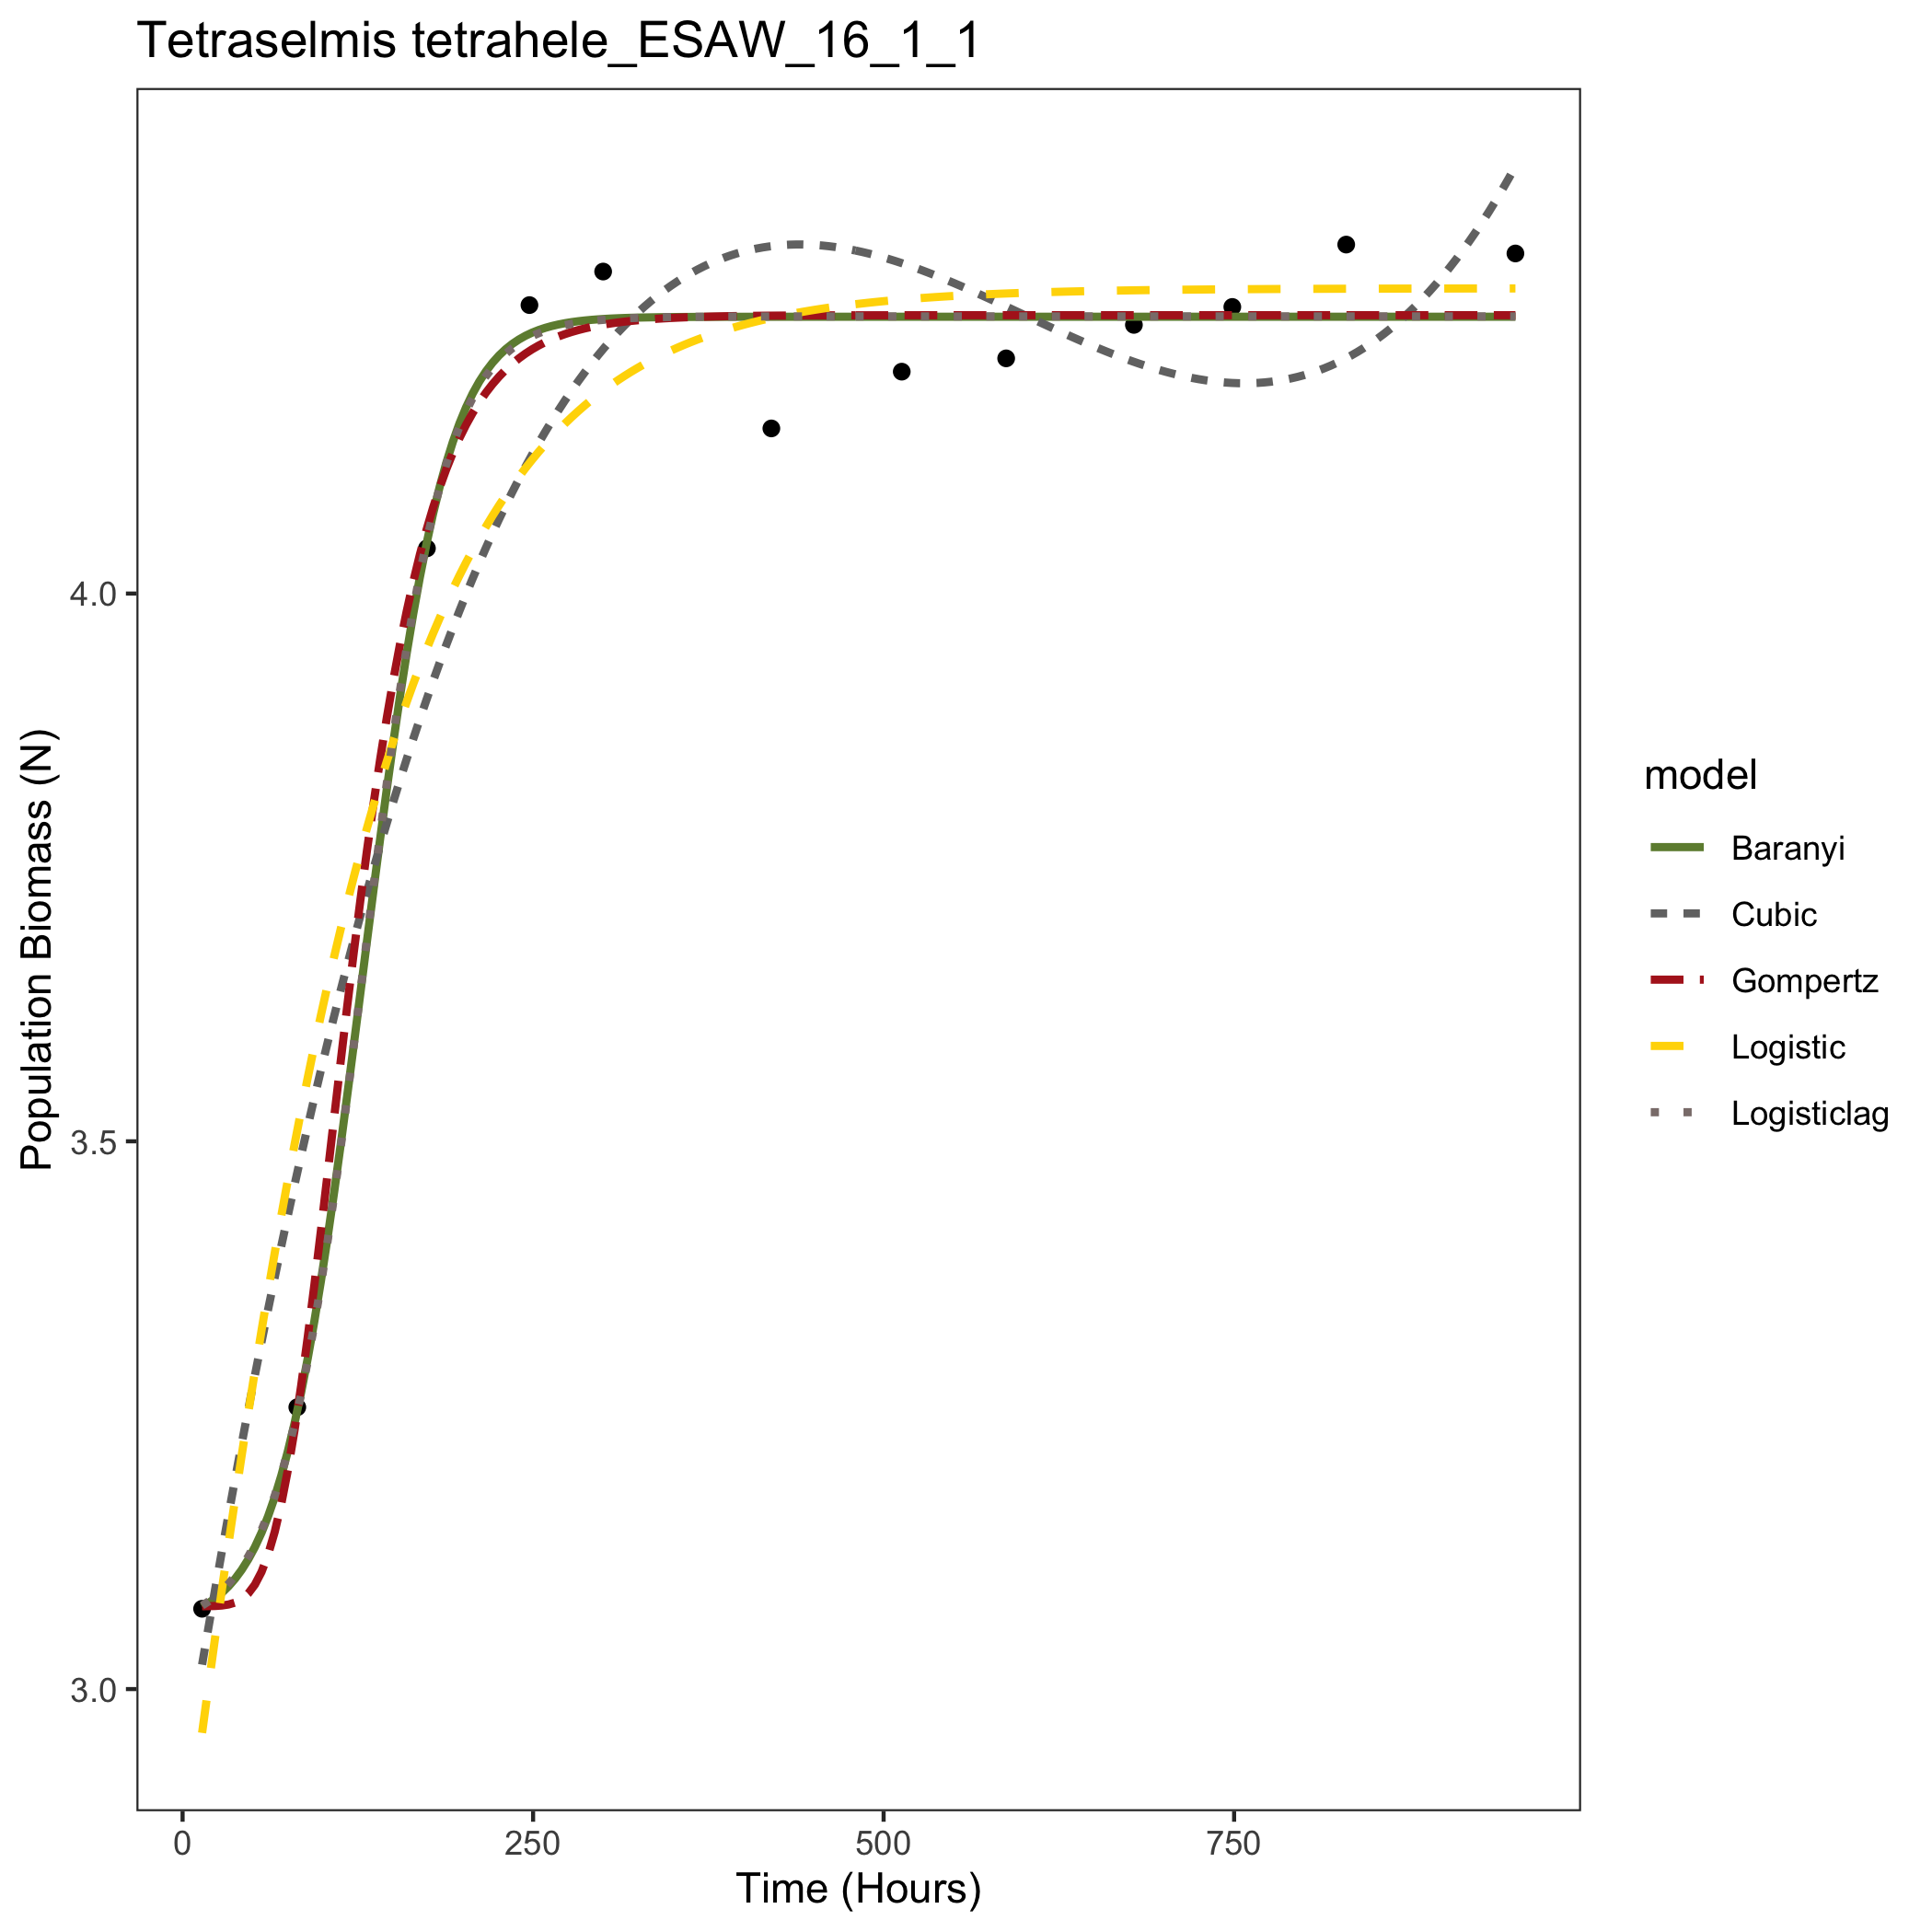 Tetraselmis tetrahele_ESAW_16_1_1
Population Biomass (N)
4.0
3.5
3.0
0 250 500 750
Time (Hours)
model
Baranyi
Cubic
Gompertz
Logistic
Logisticlag